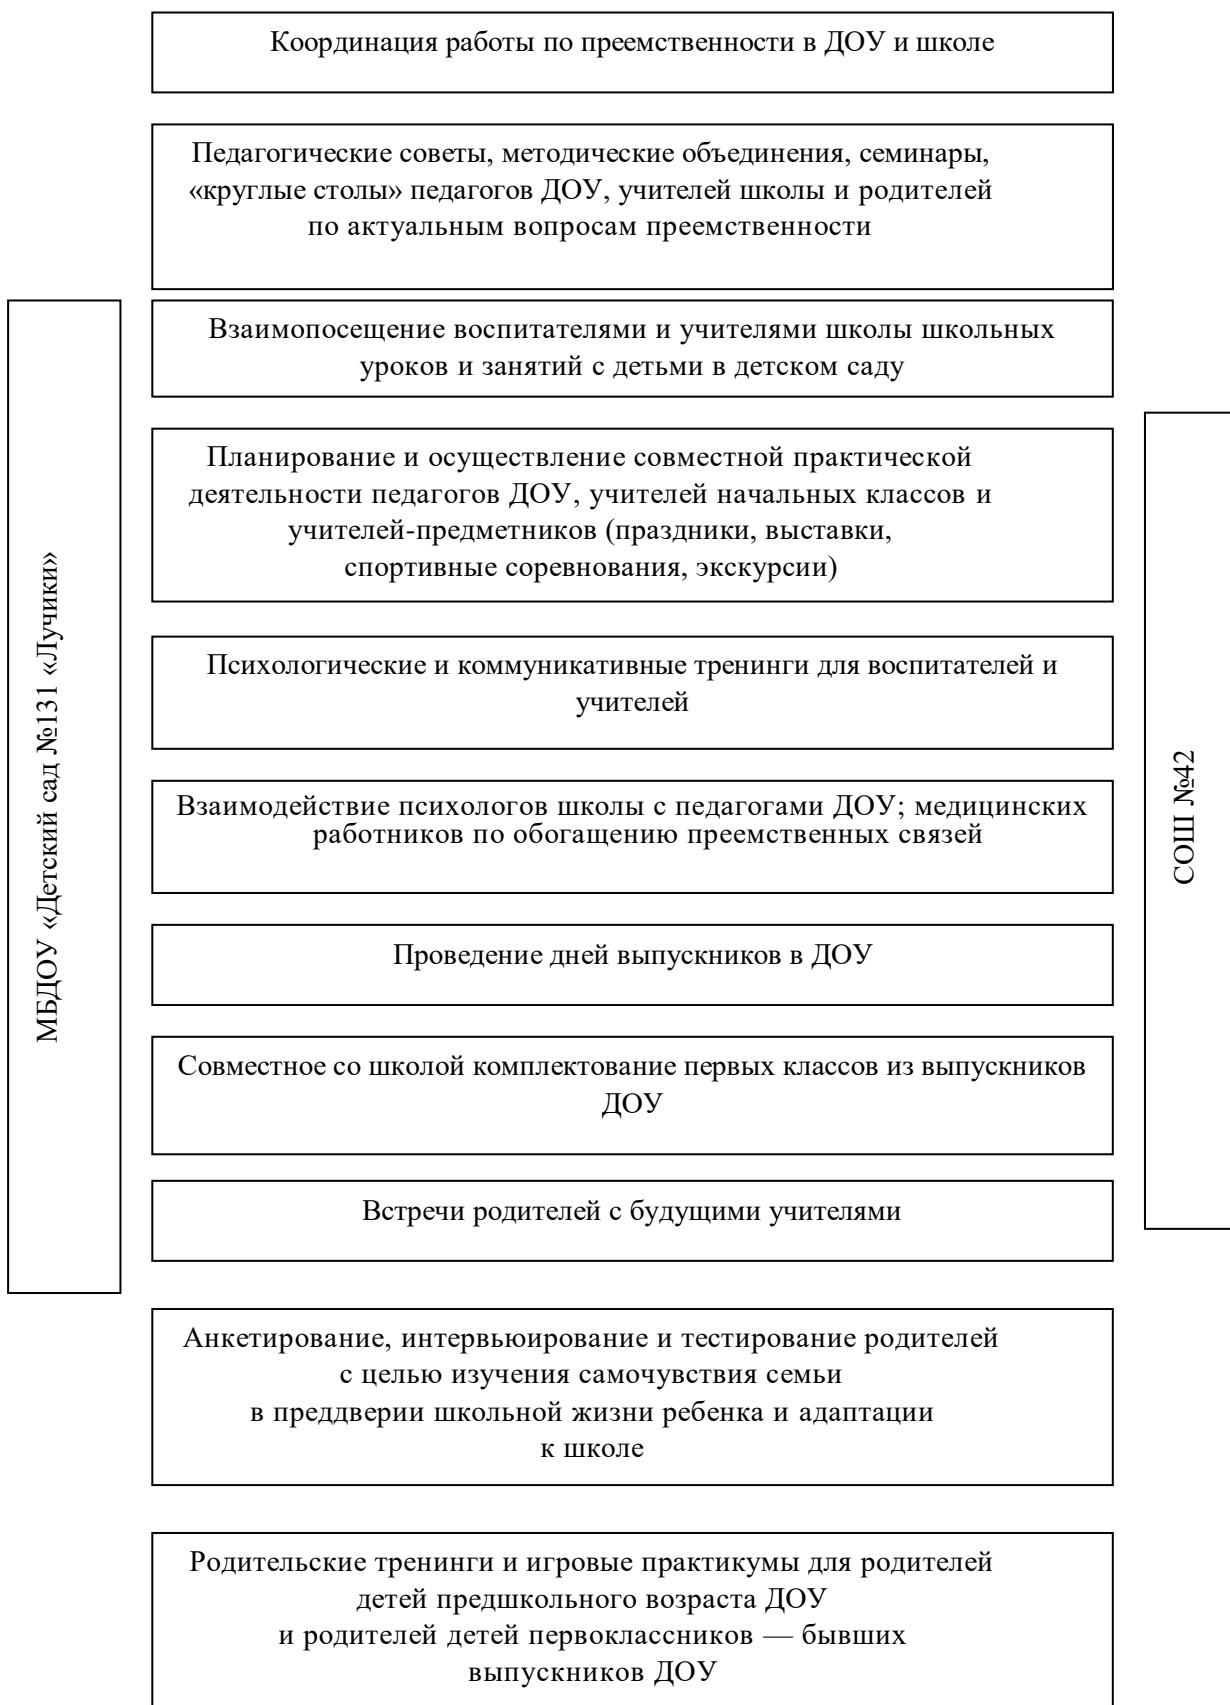 Координация работы по преемственности в ДОУ и школе
Педагогические советы, методические объединения, семинары,
«круглые столы» педагогов ДОУ, учителей школы и родителей
по актуальным вопросам преемственности
Взаимопосещение воспитателями и учителями школы школьных
уроков и занятий с детьми в детском саду
Планирование и осуществление совместной практической
деятельности педагогов ДОУ, учителей начальных классов и
учителей-предметников (праздники, выставки,
спортивные соревнования, экскурсии)
Психологические и коммуникативные тренинги для воспитателей и
учителей
Взаимодействие психологов школы с педагогами ДОУ; медицинских
работников по обогащению преемственных связей
Проведение дней выпускников в ДОУ
Совместное со школой комплектование первых классов из выпускников
ДОУ
Встречи родителей с будущими учителями
Анкетирование, интервьюирование и тестирование родителей
с целью изучения самочувствия семьи
в преддверии школьной жизни ребенка и адаптации
к школе
Родительские тренинги и игровые практикумы для родителей
детей предшкольного возраста ДОУ
и родителей детей первоклассников — бывших
выпускников ДОУ
МБДОУ «Детский сад №131 «Лучики»
СОШ №42